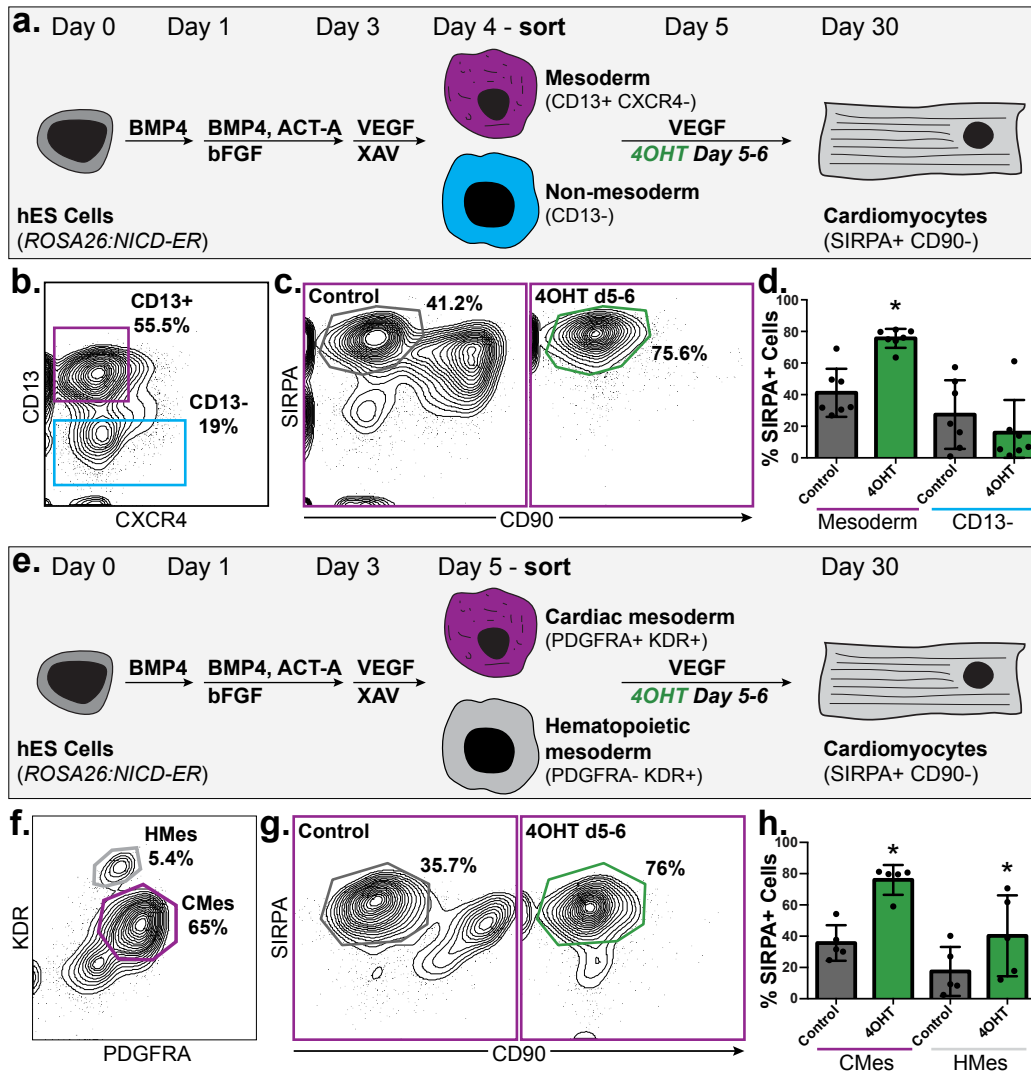 a. Day 0 Day 1 Day 3 Day 4 - sort Day 5 Day 30
Mesoderm
(CD13+ CXCR4-)
BMP4 BMP4, ACT-A VEGF VEGF
bFGF XAV 4OHT Day 5-6
Non-mesoderm
(CD13-)
hES Cells
(ROSA26:NICD-ER)
Cardiomyocytes
(SIRPA+ CD90-)
b.
CD13+
55.5%
CD13-
19%
CD13
CXCR4
c.
Control
41.2%
4OHT d5-6
75.6%
SIRPA
CD90
d.
% SIRPA+ Cells
100
80
60
40
20
0
*
Control 4OHT Control 4OHT
Mesoderm CD13-
e. Day 0 Day 1 Day 3 Day 5 - sort Day 30
Cardiac mesoderm
(PDGFRA+ KDR+)
BMP4 BMP4, ACT-A VEGF VEGF
bFGF XAV 4OHT Day 5-6
Hematopoietic
mesoderm
(PDGFRA- KDR+)
hES Cells
(ROSA26:NICD-ER)
Cardiomyocytes
(SIRPA+ CD90-)
f.
HMes
5.4%
CMes
65%
KDR
PDGFRA
g.
Control
35.7%
4OHT d5-6
76%
SIRPA
CD90
h.
% SIRPA+ Cells
100
80
60
40
20
0
* *
Control 4OHT Control 4OHT
CMes HMes